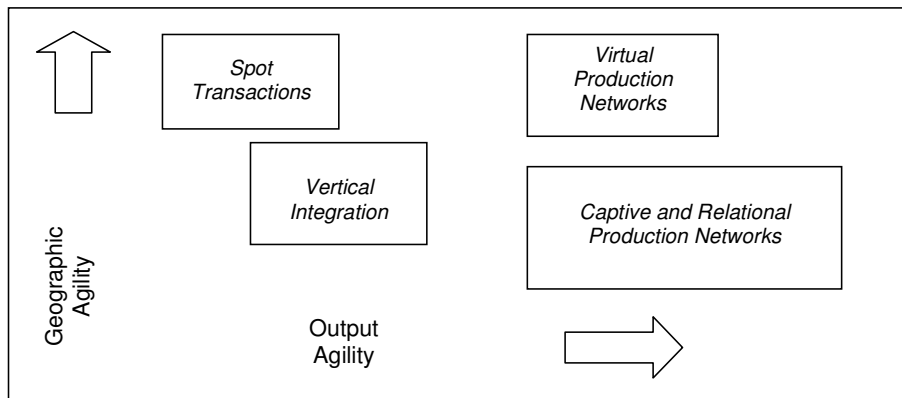 Spot
Transactions
Virtual
Production
Networks
Vertical
Integration
Captive and Relational
Production Networks
Geographic
Agility
Output
Agility